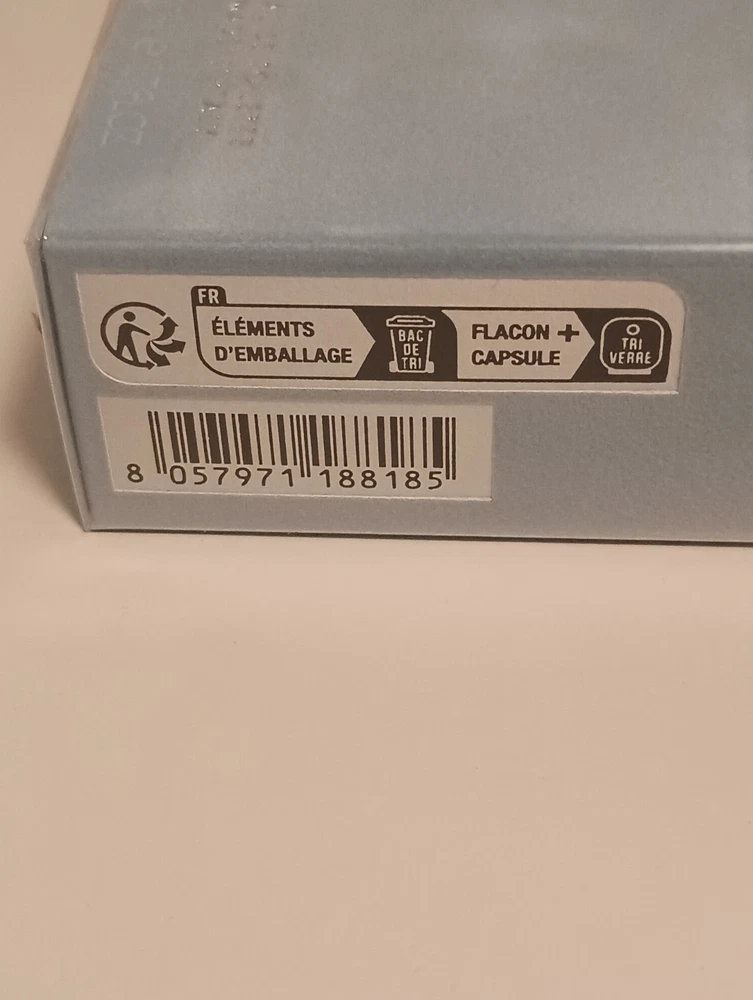 FR
ÉLÉMENTS
D'EMBALLAGE
BAC
DE
TRI
FLACON +
CAPSULE
TRI
VERRE
8 057971 188185